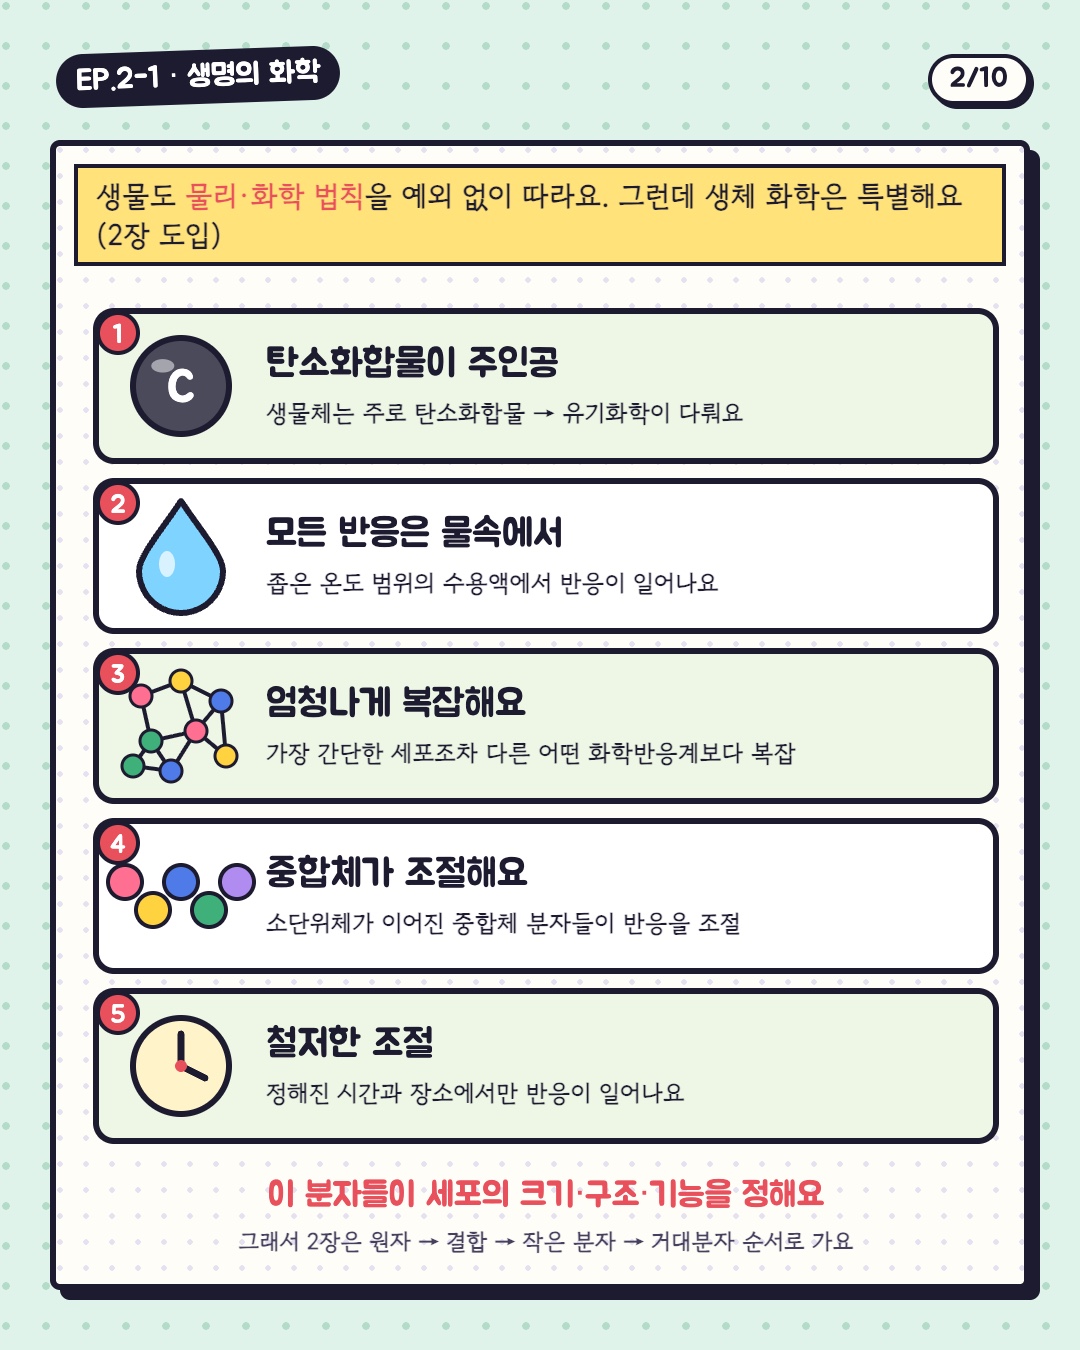 EP.2-1 · 생명의 화학
2/10
생물도 물리·화학 법칙을 예외 없이 따라요. 그런데 생체 화학은 특별해요
(2장 도입)
1
C
탄소화합물이 주인공
생물체는 주로 탄소화합물 → 유기화학이 다뤄요
2
모든 반응은 물속에서
좁은 온도 범위의 수용액에서 반응이 일어나요
3
엄청나게 복잡해요
가장 간단한 세포조차 다른 어떤 화학반응계보다 복잡
4
중합체가 조절해요
소단위체가 이어진 중합체 분자들이 반응을 조절
5
철저한 조절
정해진 시간과 장소에서만 반응이 일어나요
이 분자들이 세포의 크기·구조·기능을 정해요
그래서 2장은 원자 → 결합 → 작은 분자 → 거대분자 순서로 가요